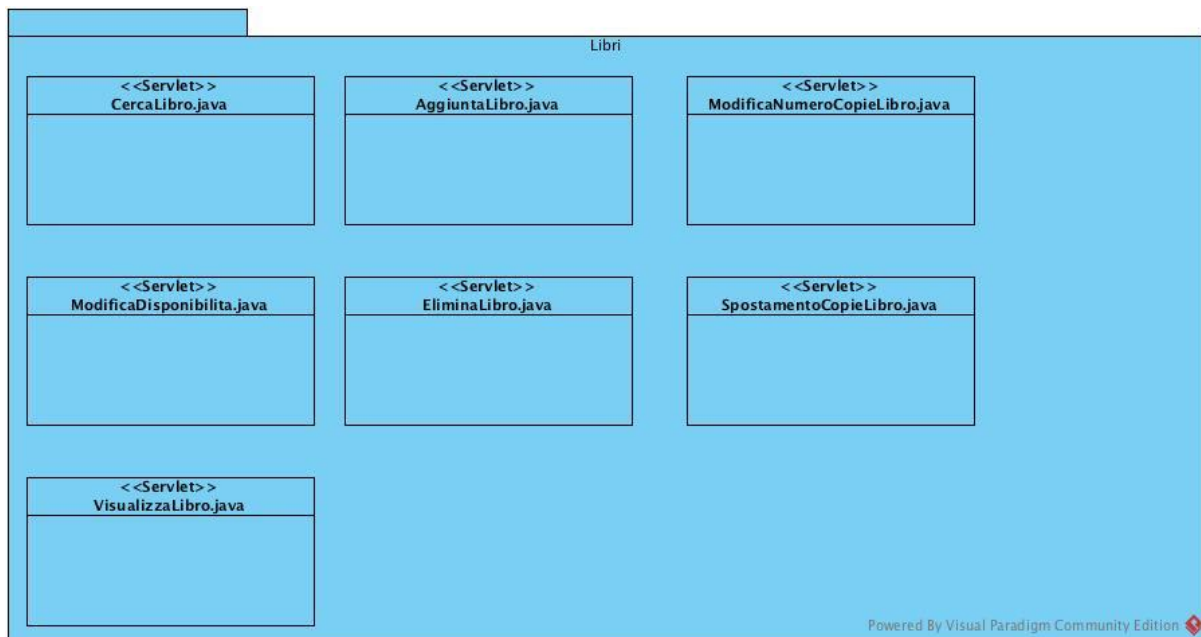 Libri
<<Servlet>>
CercaLibro.java
<<Servlet>>
AggiuntaLibro.java
<<Servlet>>
ModificaNumeroCopieLibro.java
<<Servlet>>
ModificaDisponibilita.java
<<Servlet>>
EliminaLibro.java
<<Servlet>>
SpostamentoCopieLibro.java
<<Servlet>>
VisualizzaLibro.java
Powered By Visual Paradigm Community Edition